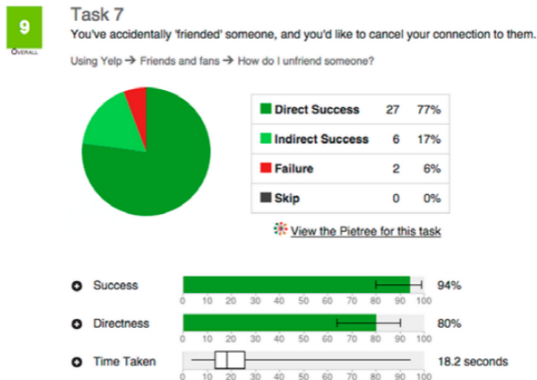 9
OVERALL
Task 7
You've accidentally 'friended' someone, and you'd like to cancel your connection to them.
Using Yelp → Friends and fans → How do I unfriend someone?
Direct Success 27 77%
Indirect Success 6 17%
Failure 2 6%
Skip 0 0%
View the Pietree for this task
Success 94%
0 10 20 30 40 50 60 70 80 90 100
Directness 80%
0 10 20 30 40 50 60 70 80 90 100
Time Taken 18.2 seconds
0 10 20 30 40 50 60 70 80 90 100